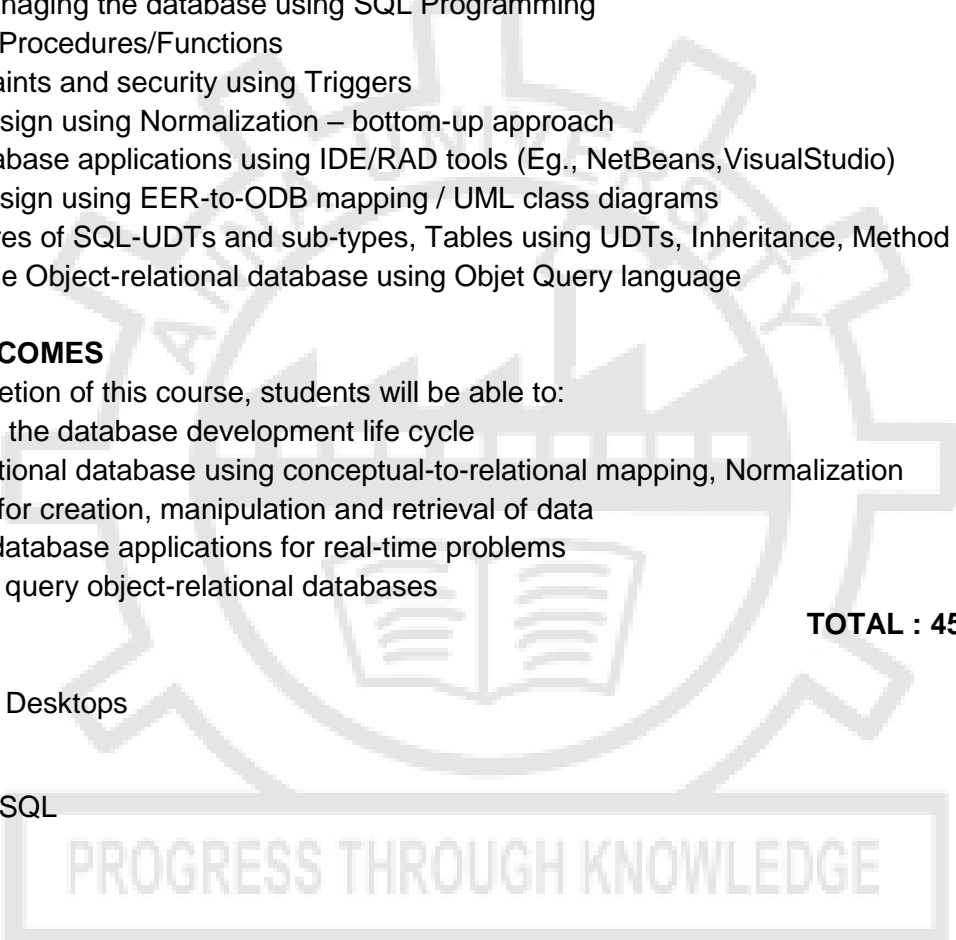 naging the database using SQL Programming
Procedures/Functions
aints and security using Triggers
sign using Normalization – bottom-up approach
abase applications using IDE/RAD tools (Eg., NetBeans,VisualStudio)
sign using EER-to-ODB mapping / UML class diagrams
res of SQL-UDTs and sub-types, Tables using UDTs, Inheritance, Method
e Object-relational database using Objet Query language
COMES
etion of this course, students will be able to:
the database development life cycle
tional database using conceptual-to-relational mapping, Normalization
for creation, manipulation and retrieval of data
database applications for real-time problems
query object-relational databases
TOTAL : 45
Desktops
SQL
ANNA UNIVERSITY
PROGRESS THROUGH KNOWLEDGE